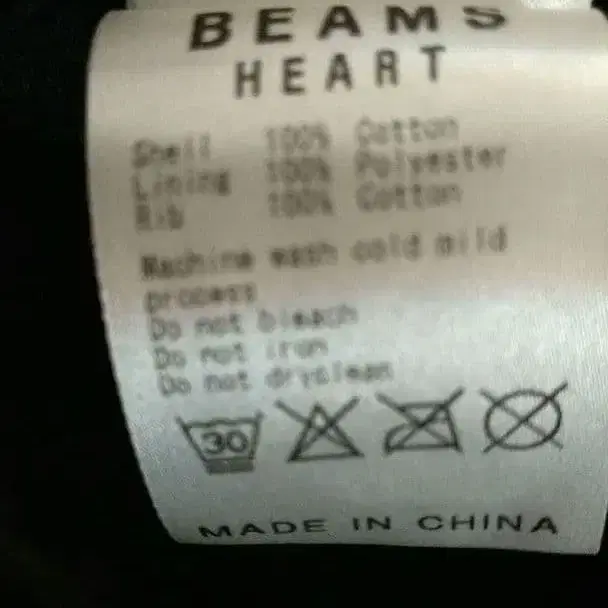 BEAMS
HEART
Shell 100% Cotton
Lining 100% Polyester
Rib 100% Cotton
Machine wash cold mild
process
Do not bleach
Do not iron
Do not dryclean
30
MADE IN CHINA